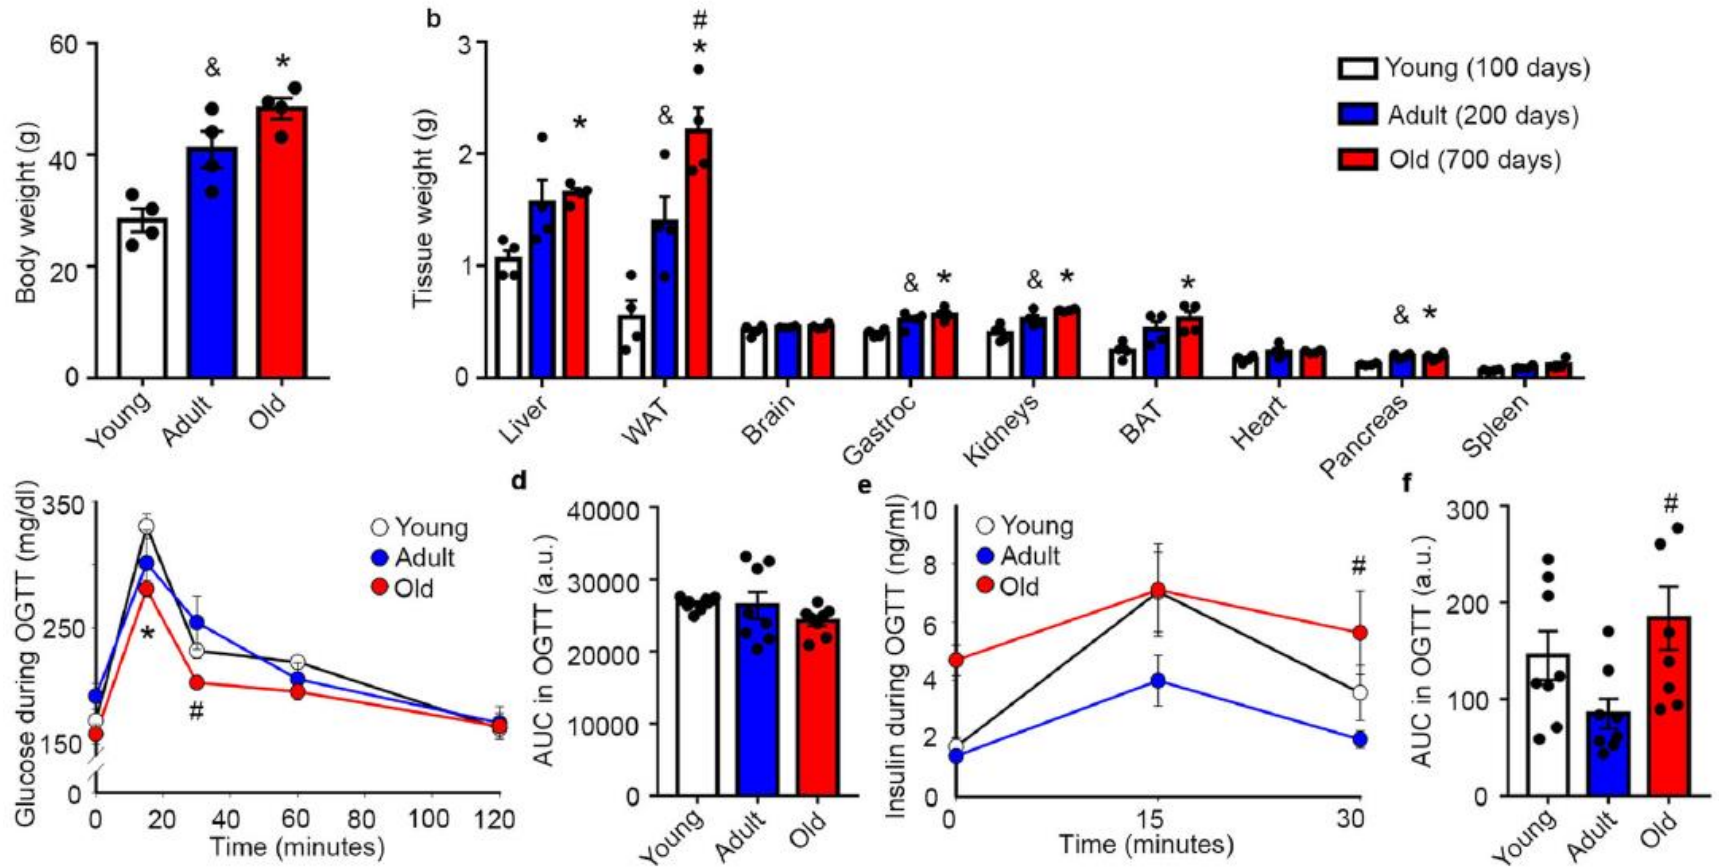 b
60
40
20
0
Body weight (g)
&
*
Young
Adult
Old
3
2
1
0
Tissue weight (g)
*
&
#
*
&
*
&
*
*
&
*
Liver
WAT
Brain
Gastroc
Kidneys
BAT
Heart
Pancreas
Spleen
Young (100 days)
Adult (200 days)
Old (700 days)
Glucose during OGTT (mg/dl)
350
250
150
0
*
#
Young
Adult
Old
0 20 40 60 80 100 120
Time (minutes)
d
AUC in OGTT (a.u.)
40000
30000
20000
10000
0
Young
Adult
Old
e
Insulin during OGTT (ng/ml)
10
8
6
4
2
0
Young
Adult
Old
#
0 15 30
Time (minutes)
f
AUC in OGTT (a.u.)
300
200
100
0
#
Young
Adult
Old